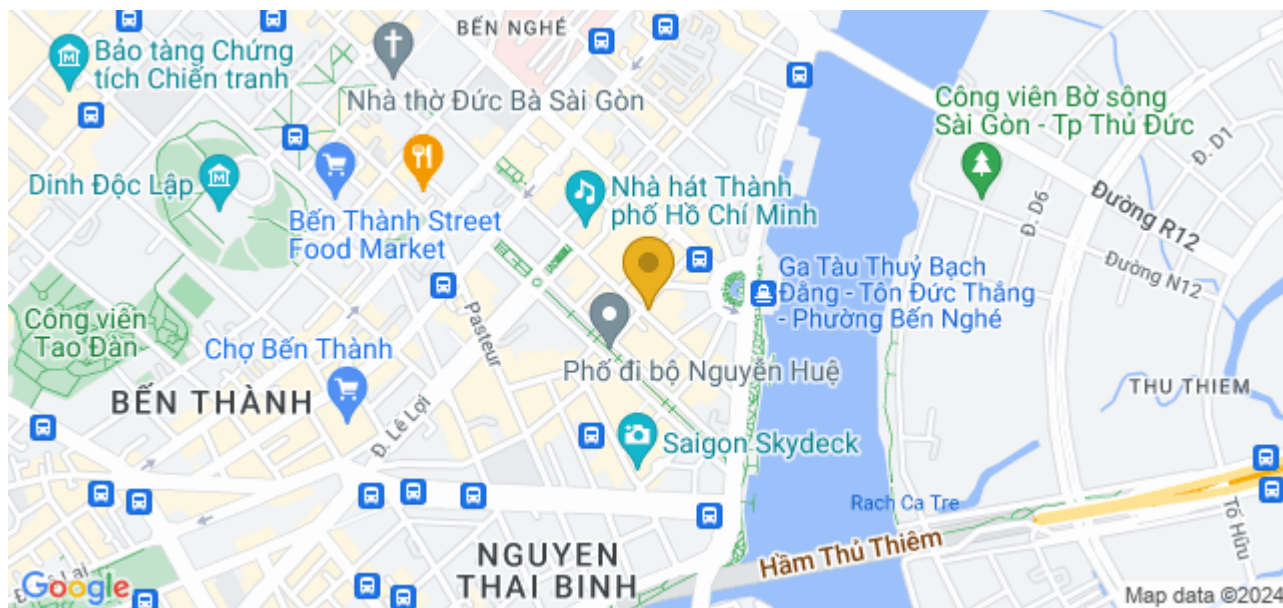 BẾN NGHÉ
Bảo tàng Chứng
tích Chiến tranh
Nhà thờ Đức Bà Sài Gòn
Công viên Bờ sông
Sài Gòn - Tp Thủ Đức
Đ. D1
Dinh Độc Lập
Nhà hát Thành
phố Hồ Chí Minh
Đ. D6
Đường R12
Bến Thành Street
Food Market
Đường N12
Ga Tàu Thuỷ Bạch
Đằng - Tôn Đức Thắng
- Phường Bến Nghé
Công viên
Tao Đàn
Pasteur
Chợ Bến Thành
Phố đi bộ Nguyễn Huệ
THU THIEM
BẾN THÀNH
Đ. Lê Lợi
Saigon Skydeck
Rach Ca Tre
Tố Hữu
NGUYEN
THAI BINH
Hầm Thủ Thiêm
Google
Map data ©2024